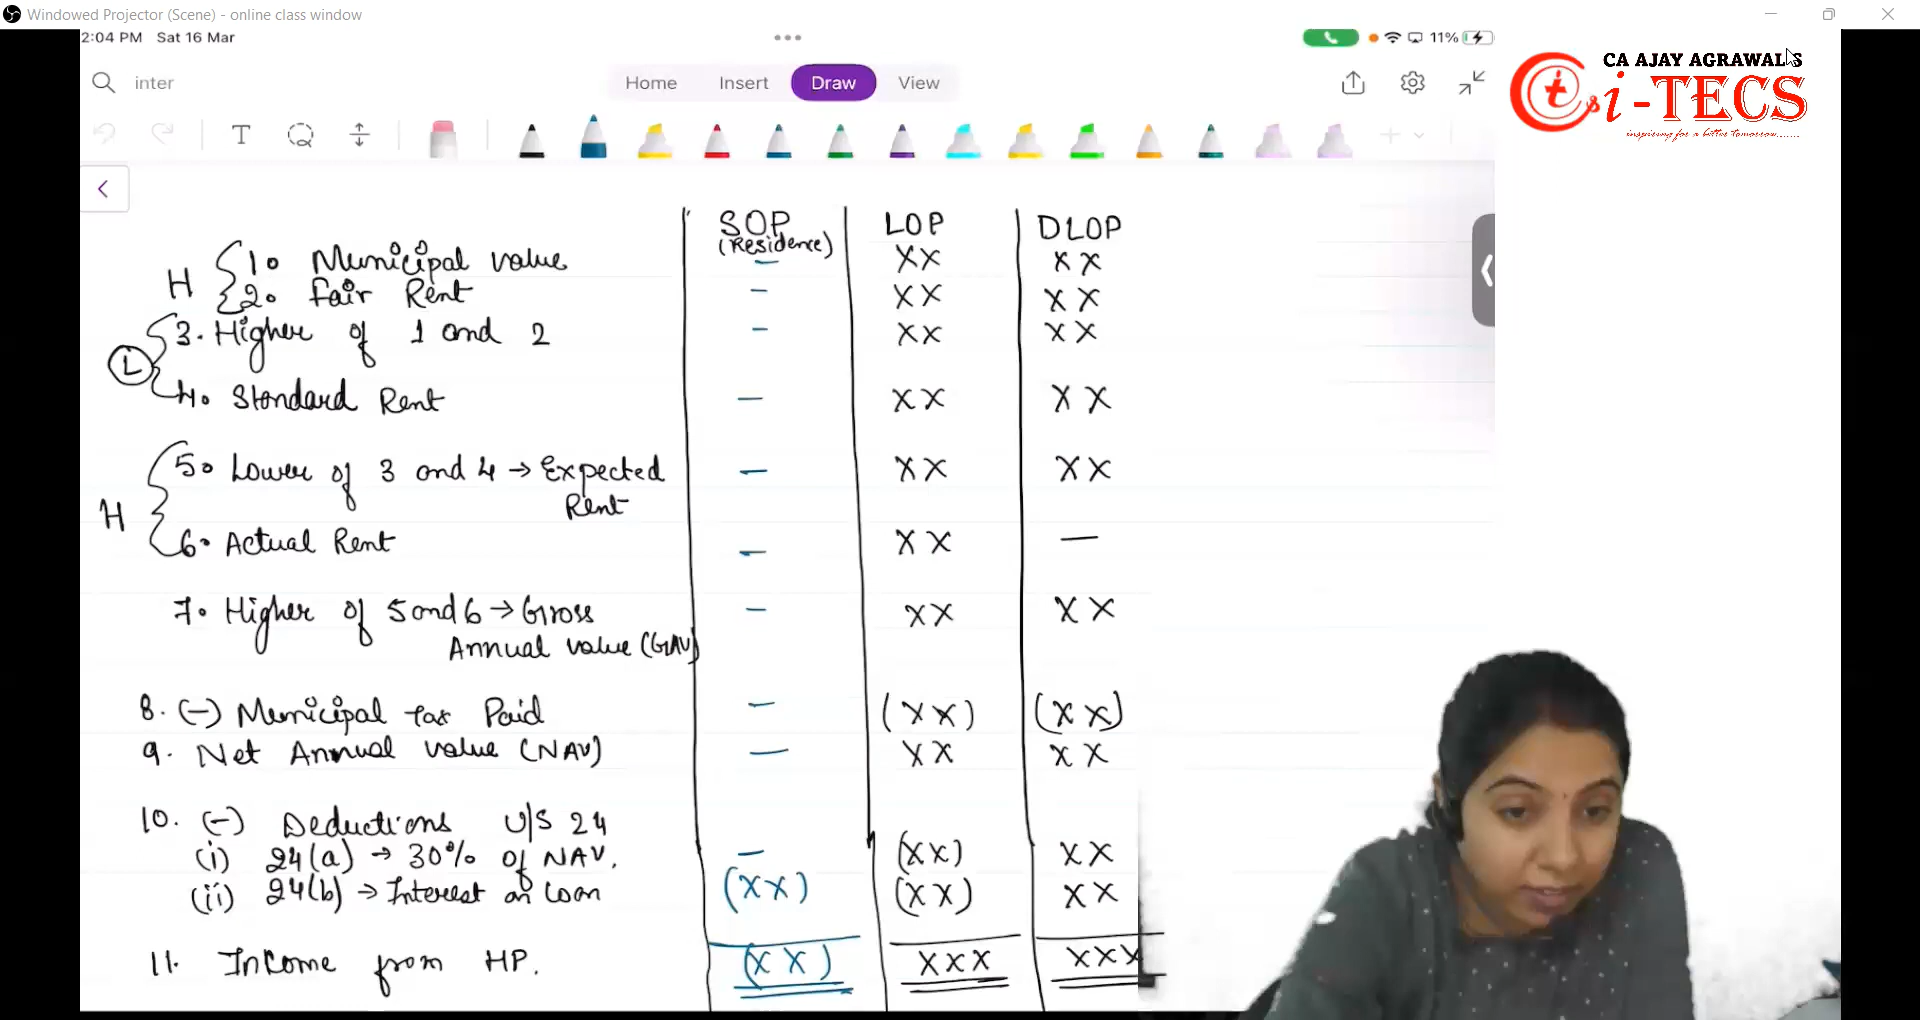 Windowed Projector (Scene) - online class window
2:04 PM Sat 16 Mar
11%
inter
Home Insert Draw View
T
CA AJAY AGRAWAL'S
i-TECS
inspiring for a better tomorrow.......
SOP LOP DLOP
(Residence)
H 1. Municipal value - XX XX
2. Fair Rent - XX XX
3. Higher of 1 and 2 - XX XX
L
4. Standard Rent - XX XX
5. Lower of 3 and 4 → Expected - XX XX
Rent
H
6. Actual Rent - XX —
7. Higher of 5 and 6 → Gross - XX XX
Annual value (GAV)
8. (-) Municipal tax Paid - (XX) (XX)
9. Net Annual value (NAV) — XX XX
10. (-) Deductions U/S 24
(i) 24(a) → 30% of NAV. - (XX) XX
(ii) 24(b) → Interest on loan (XX) (XX) XX
11. Income from HP. (XX) XXX XXX